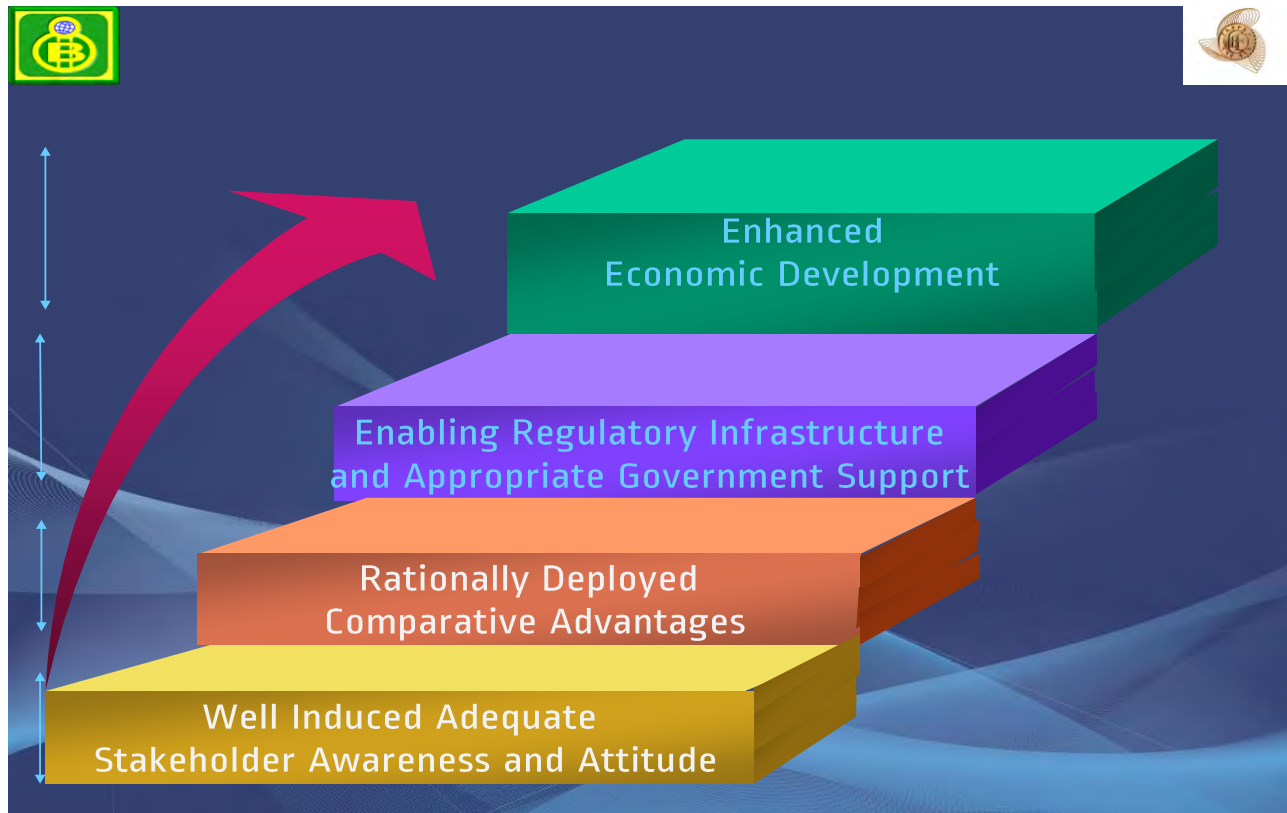 Enhanced
Economic Development
Enabling Regulatory Infrastructure
and Appropriate Government Support
Rationally Deployed
Comparative Advantages
Well Induced Adequate
Stakeholder Awareness and Attitude